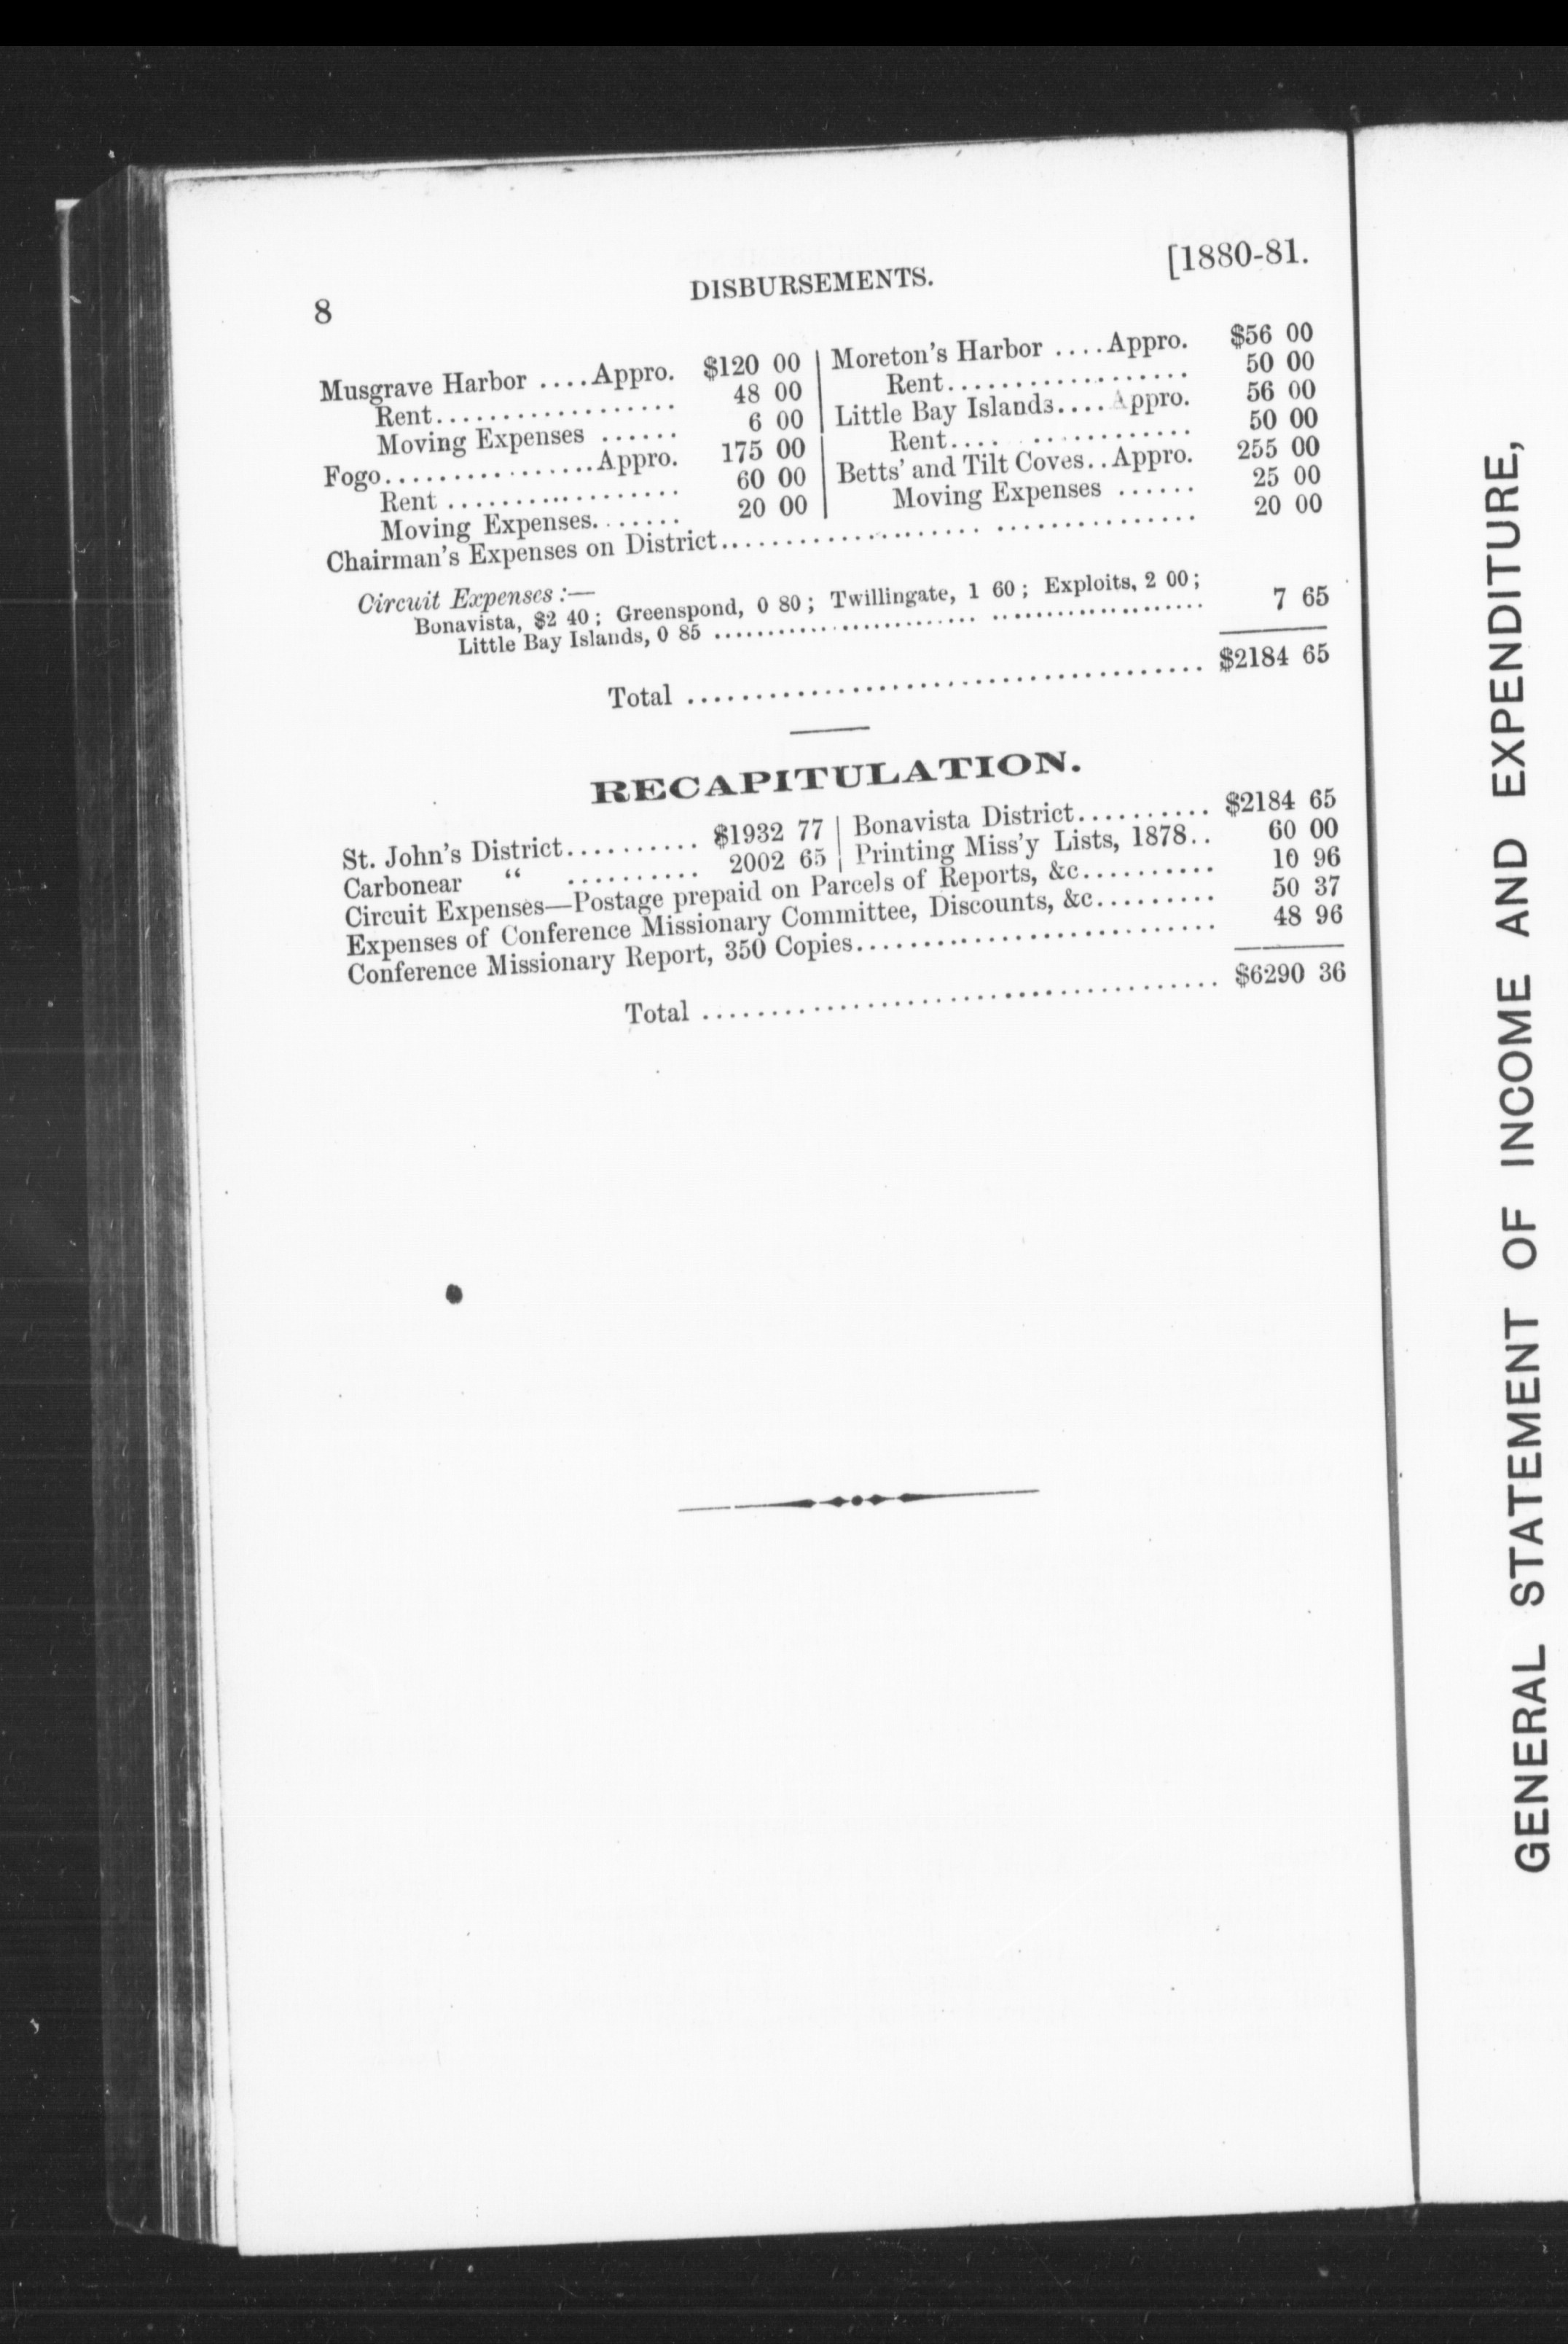 8
DISBURSEMENTS.
[1880-81.
Musgrave Harbor ....Appro. $120 00
Rent.................. 48 00
Moving Expenses ...... 6 00
Fogo................Appro. 175 00
Rent ................. 60 00
Moving Expenses....... 20 00
Moreton's Harbor ....Appro. $56 00
Rent.................. 50 00
Little Bay Islands....Appro. 56 00
Rent.... ............ 50 00
Betts' and Tilt Coves..Appro. 255 00
Moving Expenses ...... 25 00
Chairman's Expenses on District.................... ............... 20 00
Circuit Expenses :—
Bonavista, $2 40; Greenspond, 0 80; Twillingate, 1 60; Exploits, 2 00;
Little Bay Islands, 0 85 ........................ .................... 7 65
Total ...................................... $2184 65
RECAPITULATION.
St. John's District.......... $1932 77
Carbonear “ .......... 2002 65
Bonavista District.......... $2184 65
Printing Miss'y Lists, 1878.. 60 00
Circuit Expenses—Postage prepaid on Parcels of Reports, &c.......... 10 96
Expenses of Conference Missionary Committee, Discounts, &c......... 50 37
Conference Missionary Report, 350 Copies........................... 48 96
Total ...................................... $6290 36
GENERAL STATEMENT OF INCOME AND EXPENDITURE,